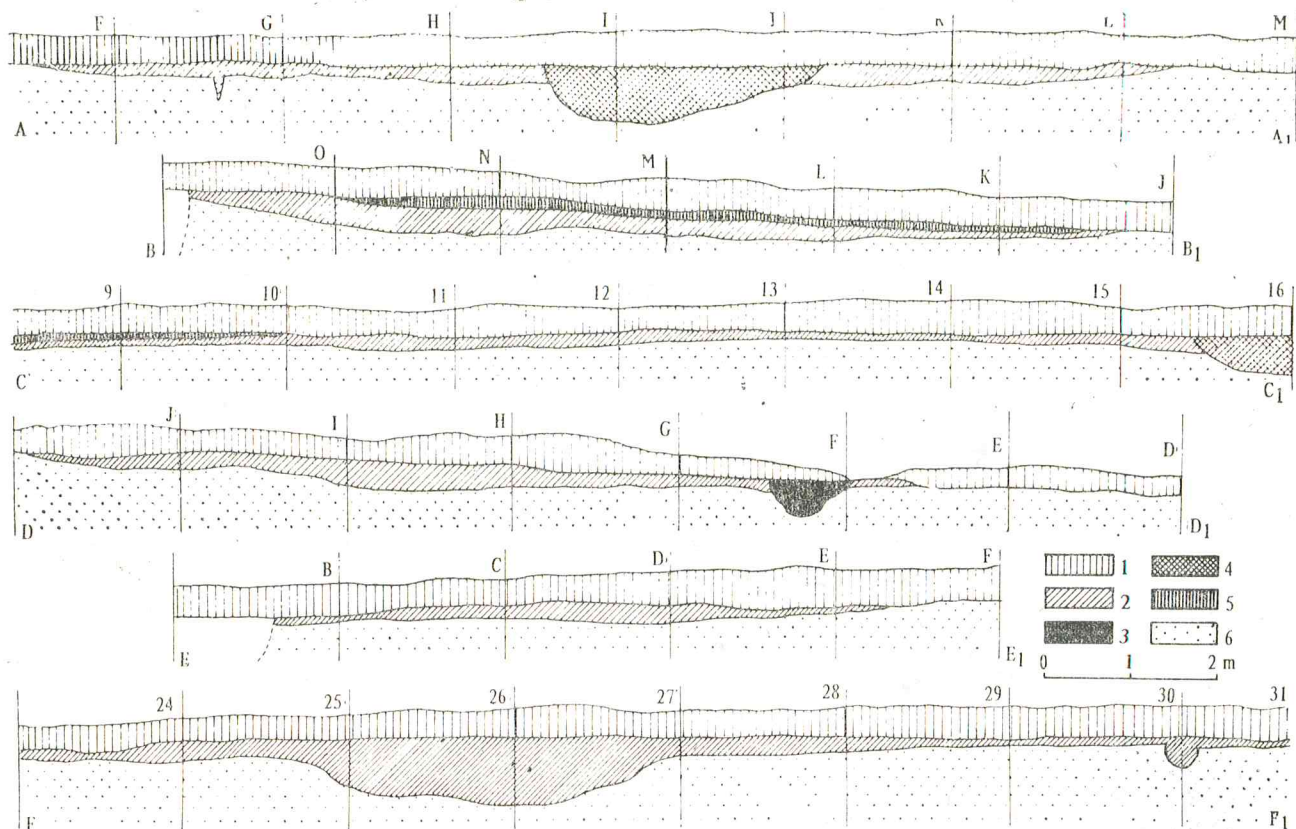 F G H I J K L M
A A1
O N M L K J
B B1
9 10 11 12 13 14 15 16
C C1
J I H G F E D
D D1
B C D E F
E E1
1 4
2 5
3 6
0 1 2 m
24 25 26 27 28 29 30 31
F F1